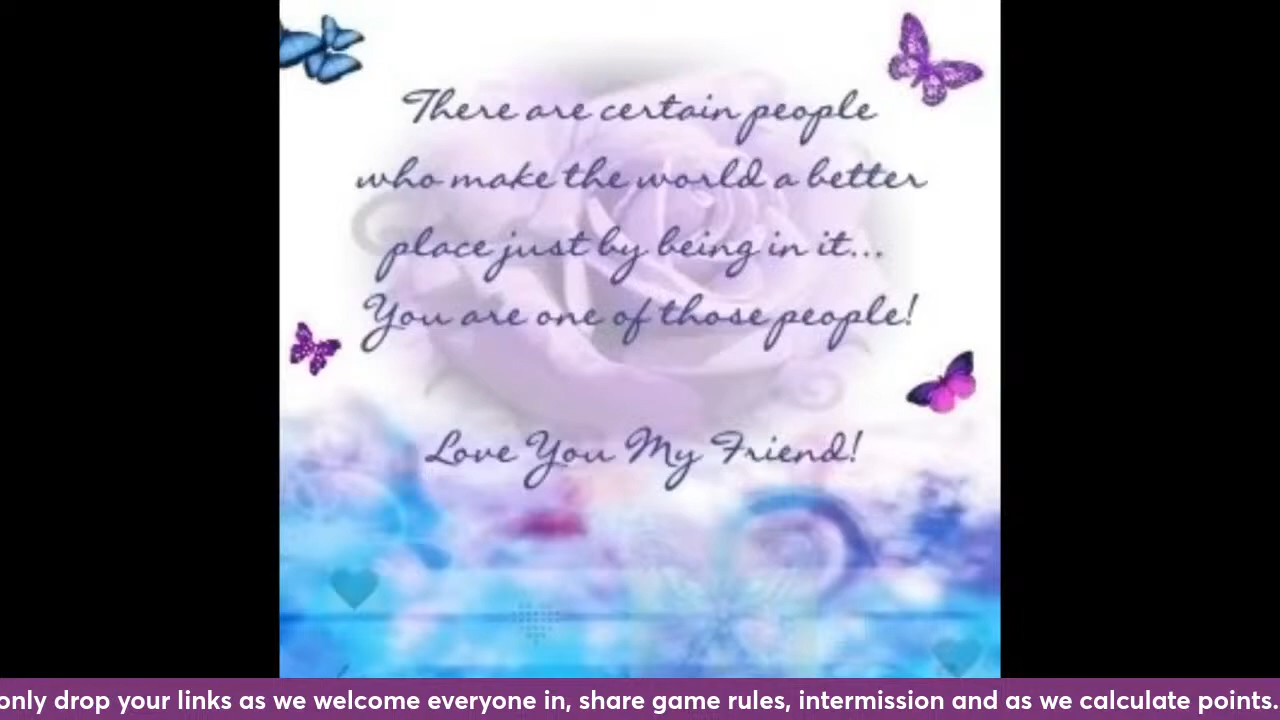 There are certain people
who make the world a better
place just by being in it...
You are one of those people!
Love You My Friend!
only drop your links as we welcome everyone in, share game rules, intermission and as we calculate points.